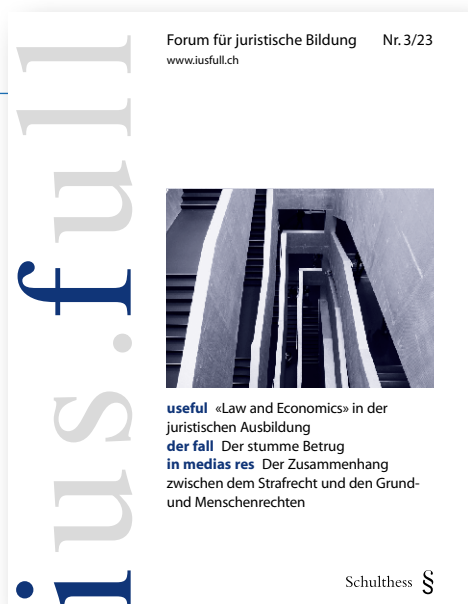 Forum für juristische Bildung Nr. 3/23
www.iusfull.ch
ius.full
useful «Law and Economics» in der
juristischen Ausbildung
der fall Der stumme Betrug
in medias res Der Zusammenhang
zwischen dem Strafrecht und den Grund-
und Menschenrechten
Schulthess §